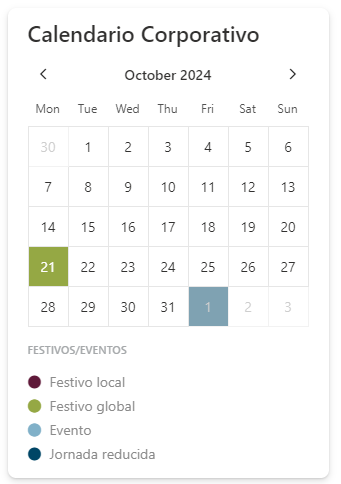 Calendario Corporativo
October 2024
Mon Tue Wed Thu Fri Sat Sun
30 1 2 3 4 5 6
7 8 9 10 11 12 13
14 15 16 17 18 19 20
21 22 23 24 25 26 27
28 29 30 31 1 2 3
FESTIVOS/EVENTOS
Festivo local
Festivo global
Evento
Jornada reducida